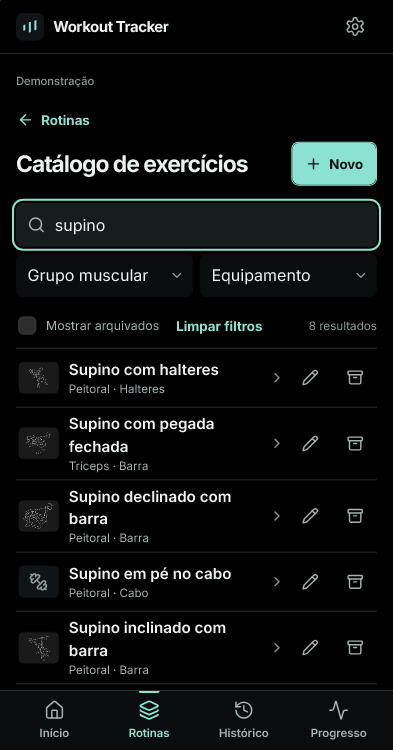 Workout Tracker
Demonstração
Rotinas
Catálogo de exercícios
Novo
supino
Grupo muscular
Equipamento
Mostrar arquivados
Limpar filtros
8 resultados
Supino com halteres
Peitoral · Halteres
Supino com pegada
fechada
Tríceps · Barra
Supino declinado com
barra
Peitoral · Barra
Supino em pé no cabo
Peitoral · Cabo
Supino inclinado com
barra
Peitoral · Barra
Início
Rotinas
Histórico
Progresso